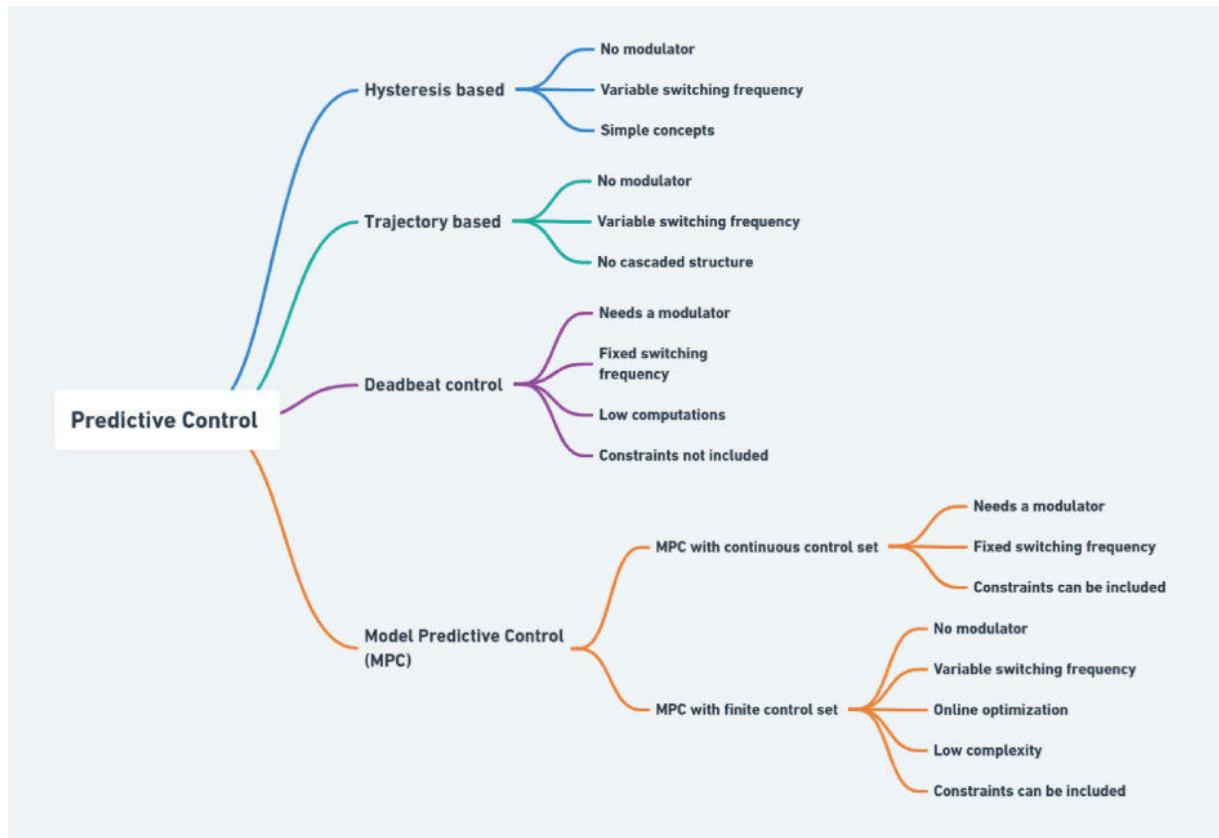 Predictive Control
Hysteresis based
No modulator
Variable switching frequency
Simple concepts
Trajectory based
No modulator
Variable switching frequency
No cascaded structure
Deadbeat control
Needs a modulator
Fixed switching
frequency
Low computations
Constraints not included
Model Predictive Control
(MPC)
MPC with continuous control set
Needs a modulator
Fixed switching frequency
Constraints can be included
MPC with finite control set
No modulator
Variable switching frequency
Online optimization
Low complexity
Constraints can be included